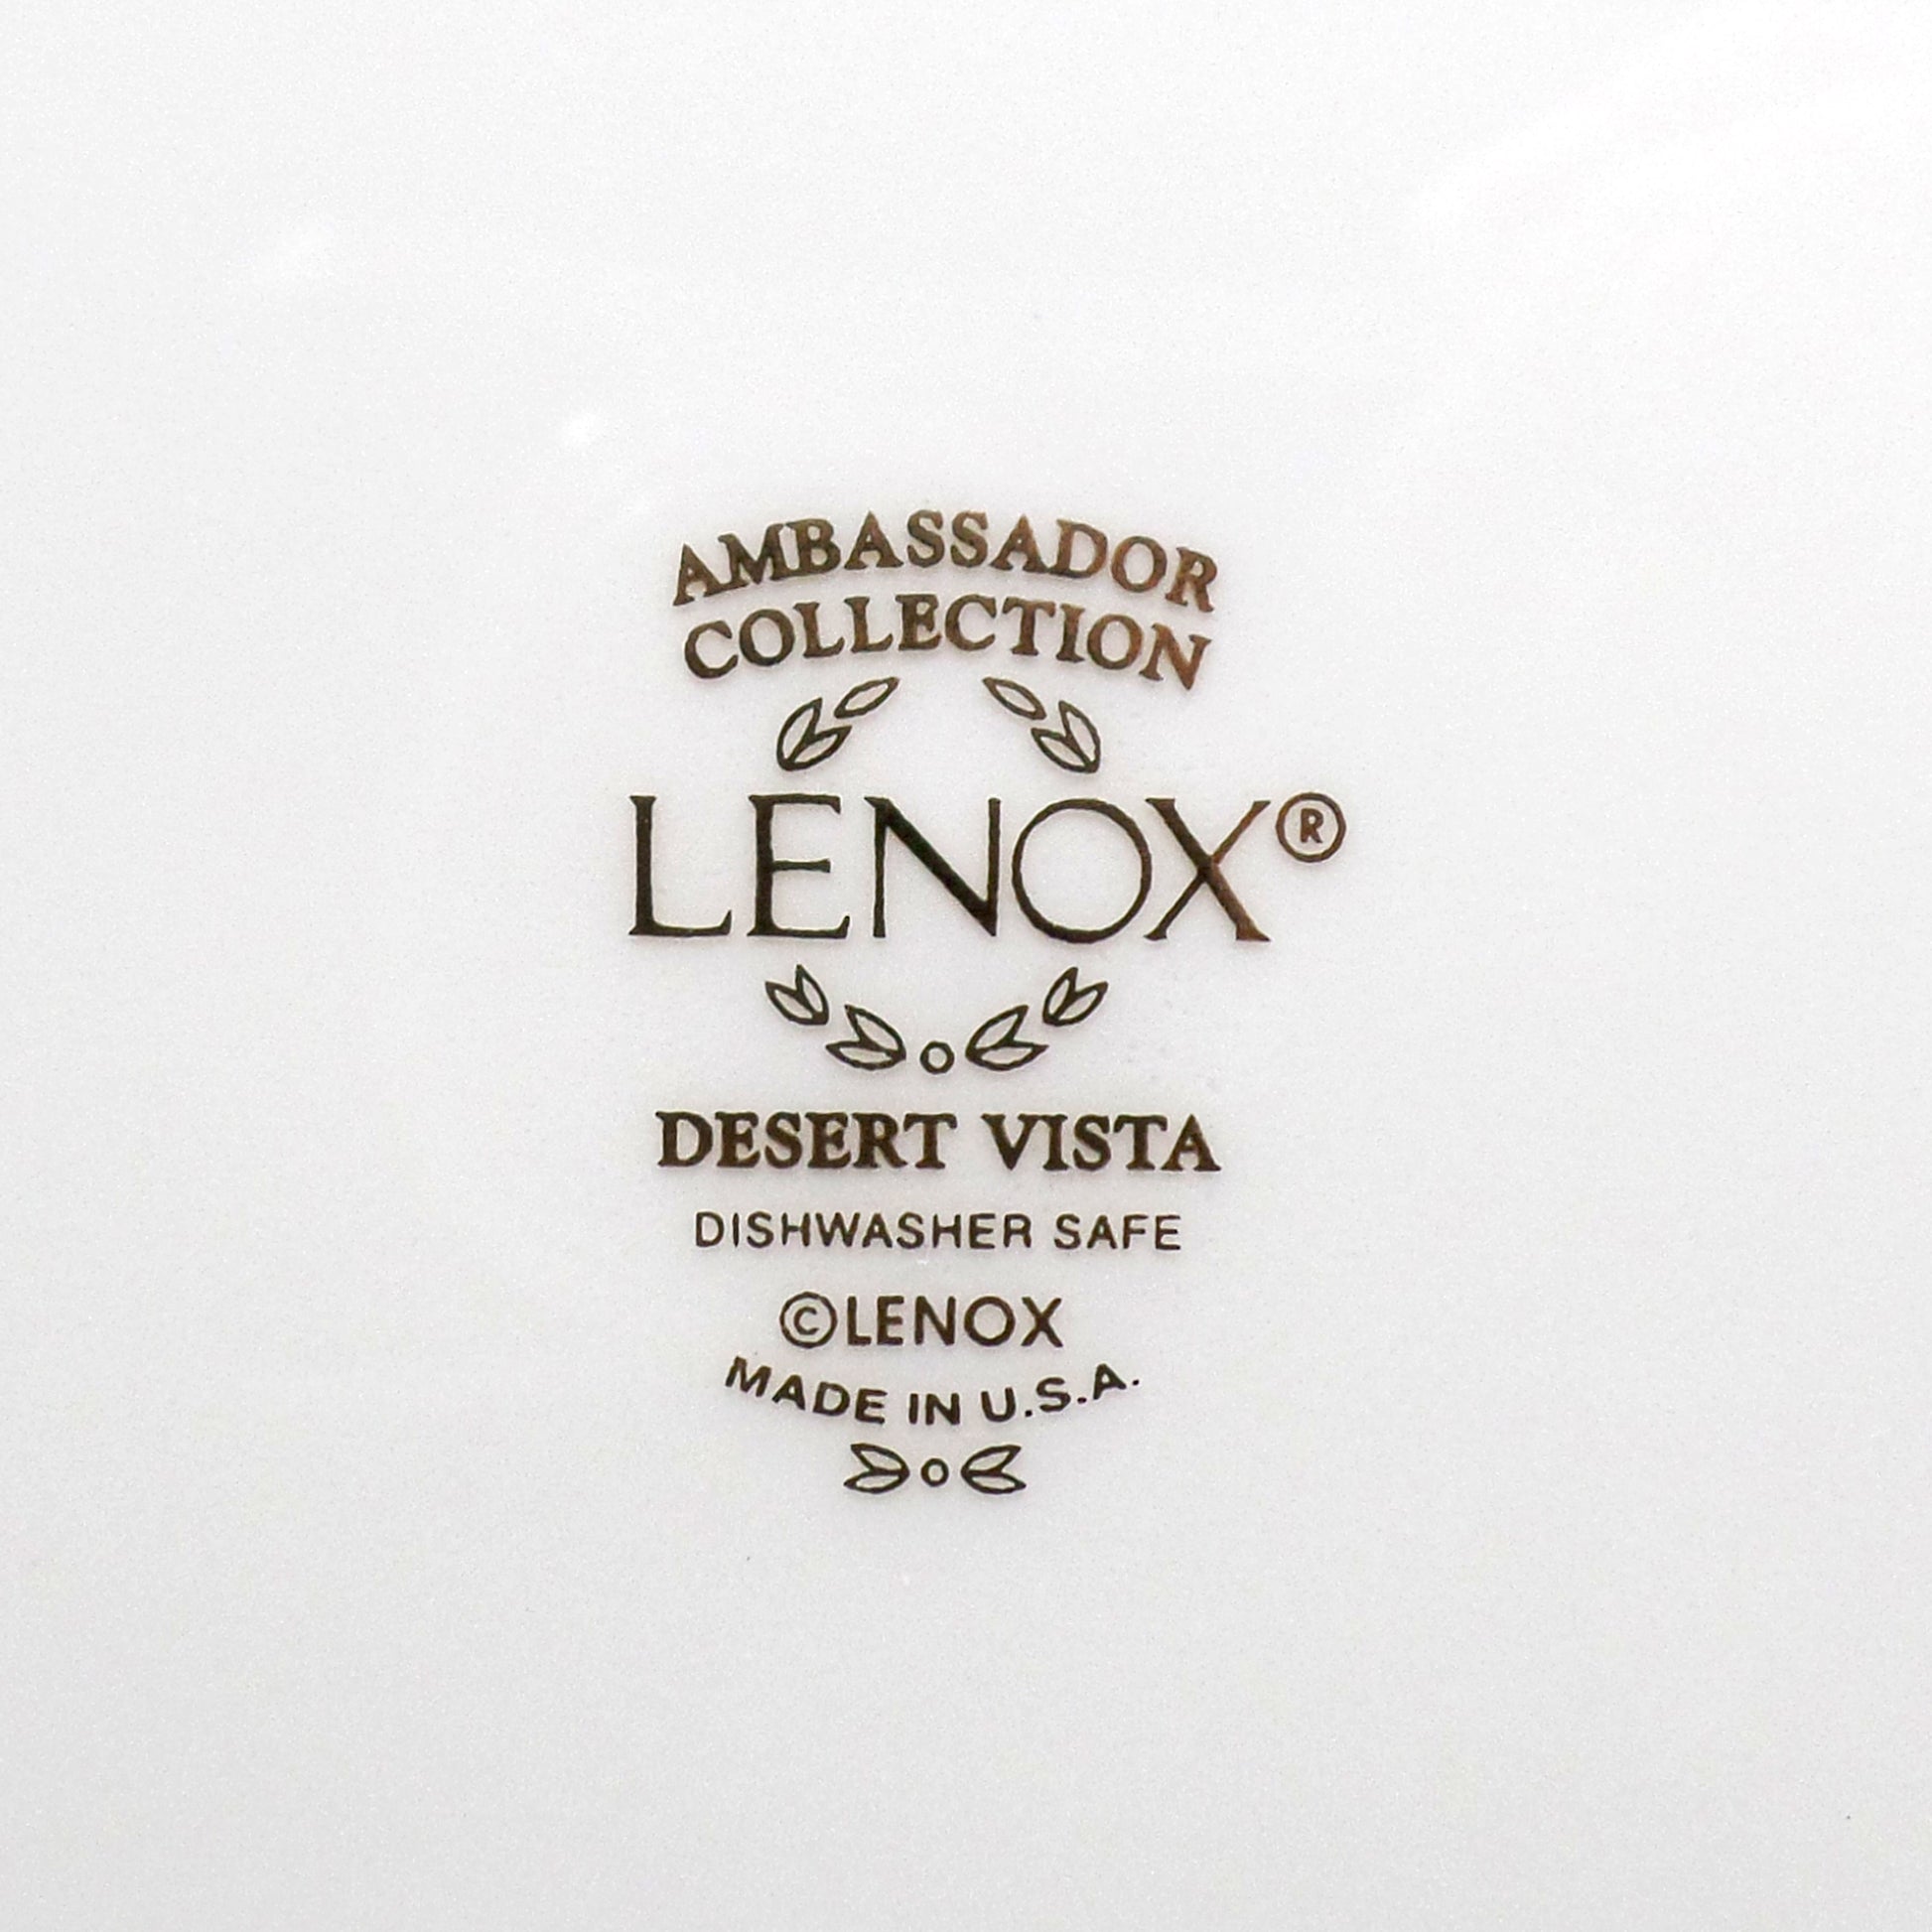 AMBASSADOR
COLLECTION
LENOX®
DESERT VISTA
DISHWASHER SAFE
©LENOX
MADE IN U.S.A.